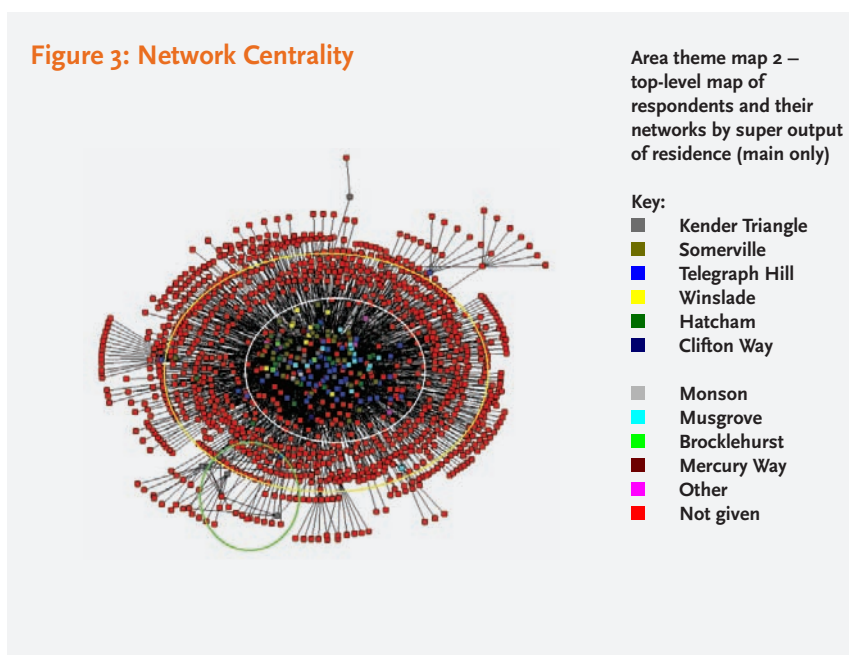 Figure 3: Network Centrality
Area theme map 2 –
top-level map of
respondents and their
networks by super output
of residence (main only)
Key:
Kender Triangle
Somerville
Telegraph Hill
Winslade
Hatcham
Clifton Way
Monson
Musgrove
Brocklehurst
Mercury Way
Other
Not given